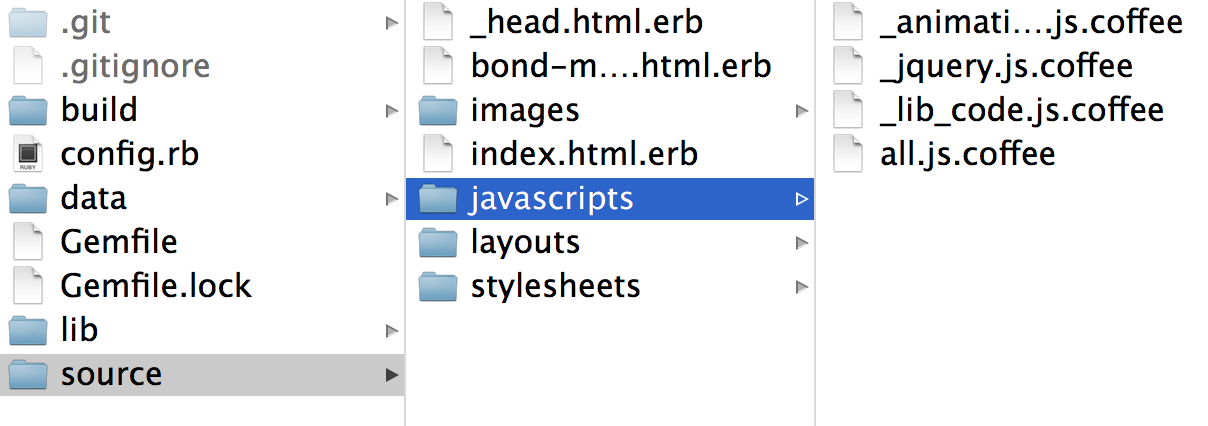 .git
.gitignore
build
config.rb
RUBY
data
Gemfile
Gemfile.lock
lib
source
_head.html.erb
bond-m....html.erb
images
index.html.erb
javascripts
layouts
stylesheets
_animati....js.coffee
_jquery.js.coffee
_lib_code.js.coffee
all.js.coffee